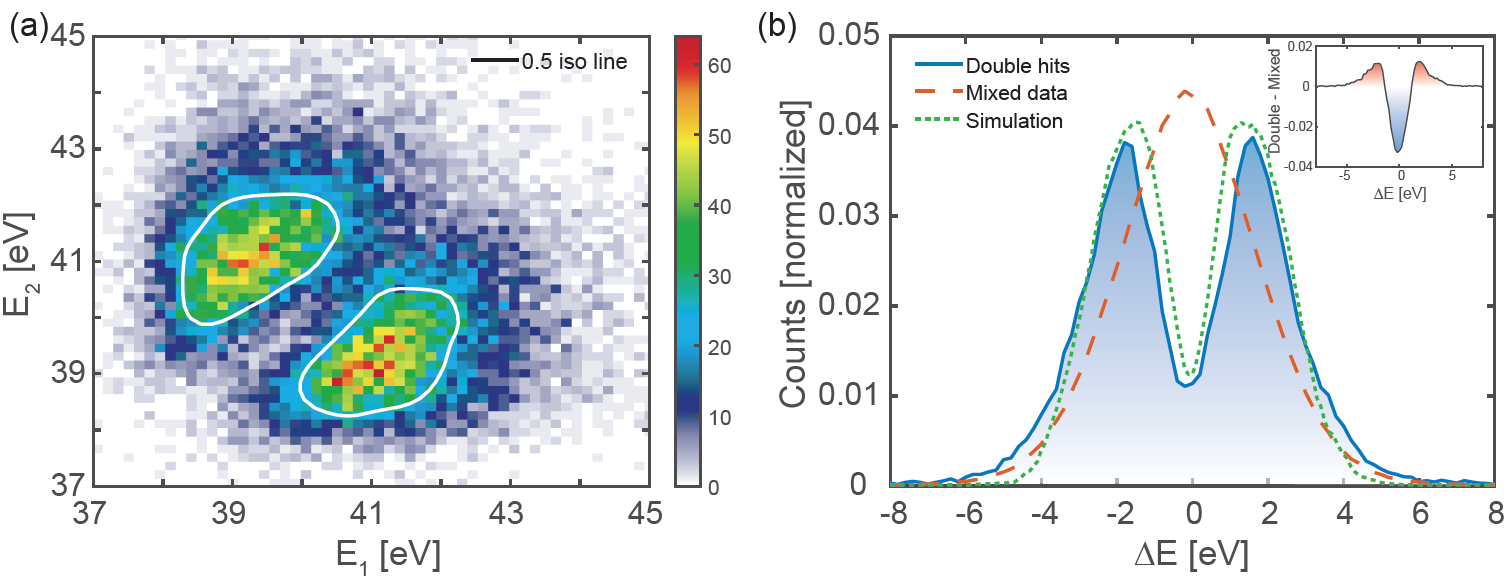 (a)
45
43
41
39
37
E2 [eV]
37 39 41 43 45
E1 [eV]
0.5 iso line
60
50
40
30
20
10
0
(b)
0.05
0.04
0.03
0.02
0.01
0
Counts [normalized]
-8 -6 -4 -2 0 2 4 6 8
ΔE [eV]
Double hits
Mixed data
Simulation
0.02
0
-0.02
-0.04
Double - Mixed
-5 0 5
ΔE [eV]